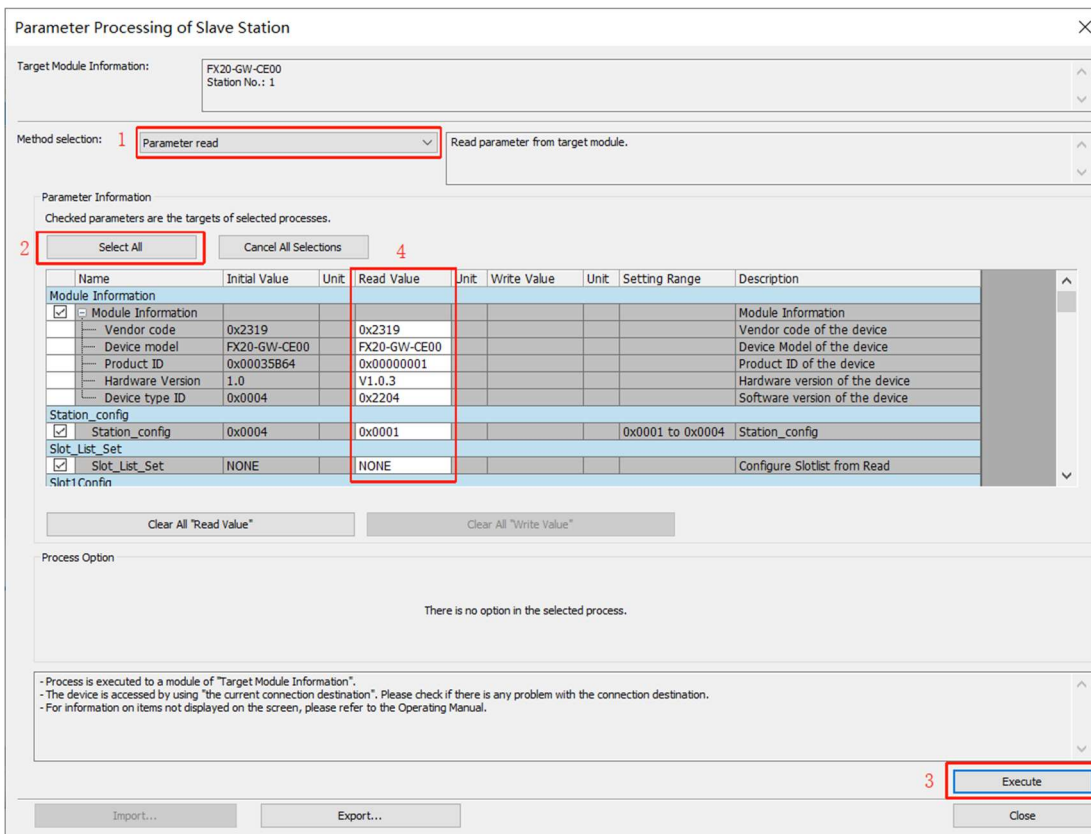 Parameter Processing of Slave Station
Target Module Information:
FX20-GW-CE00
Station No.: 1
Method selection: 1 Parameter read
Read parameter from target module.
Parameter Information
Checked parameters are the targets of selected processes.
2 Select All Cancel All Selections 4
Name Initial Value Unit Read Value Unit Write Value Unit Setting Range Description
Module Information
Module Information Module Information
Vendor code 0x2319 0x2319 Vendor code of the device
Device model FX20-GW-CE00 FX20-GW-CE00 Device Model of the device
Product ID 0x00035B64 0x00000001 Product ID of the device
Hardware Version 1.0 V1.0.3 Hardware version of the device
Device type ID 0x0004 0x2204 Software version of the device
Station_config
Station_config 0x0004 0x0001 0x0001 to 0x0004 Station_config
Slot_List_Set
Slot_List_Set NONE NONE Configure Slotlist from Read
Slot1Config
Clear All "Read Value" Clear All "Write Value"
Process Option
There is no option in the selected process.
- Process is executed to a module of "Target Module Information".
- The device is accessed by using "the current connection destination". Please check if there is any problem with the connection destination.
- For information on items not displayed on the screen, please refer to the Operating Manual.
3 Execute
Import... Export... Close